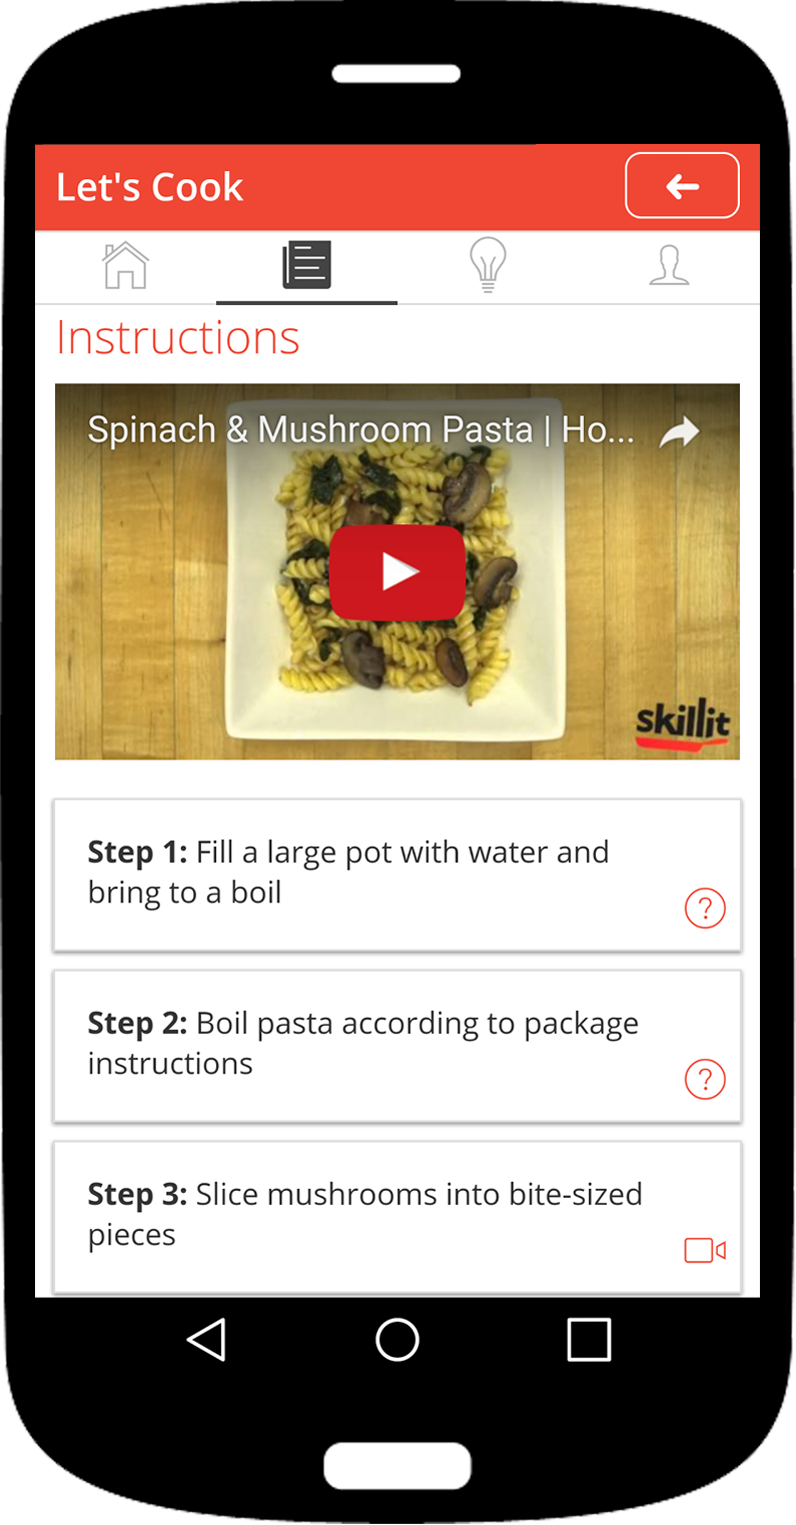 Let's Cook
Instructions
Spinach & Mushroom Pasta | Ho...
skillit
Step 1: Fill a large pot with water and
bring to a boil
?
Step 2: Boil pasta according to package
instructions
?
Step 3: Slice mushrooms into bite-sized
pieces